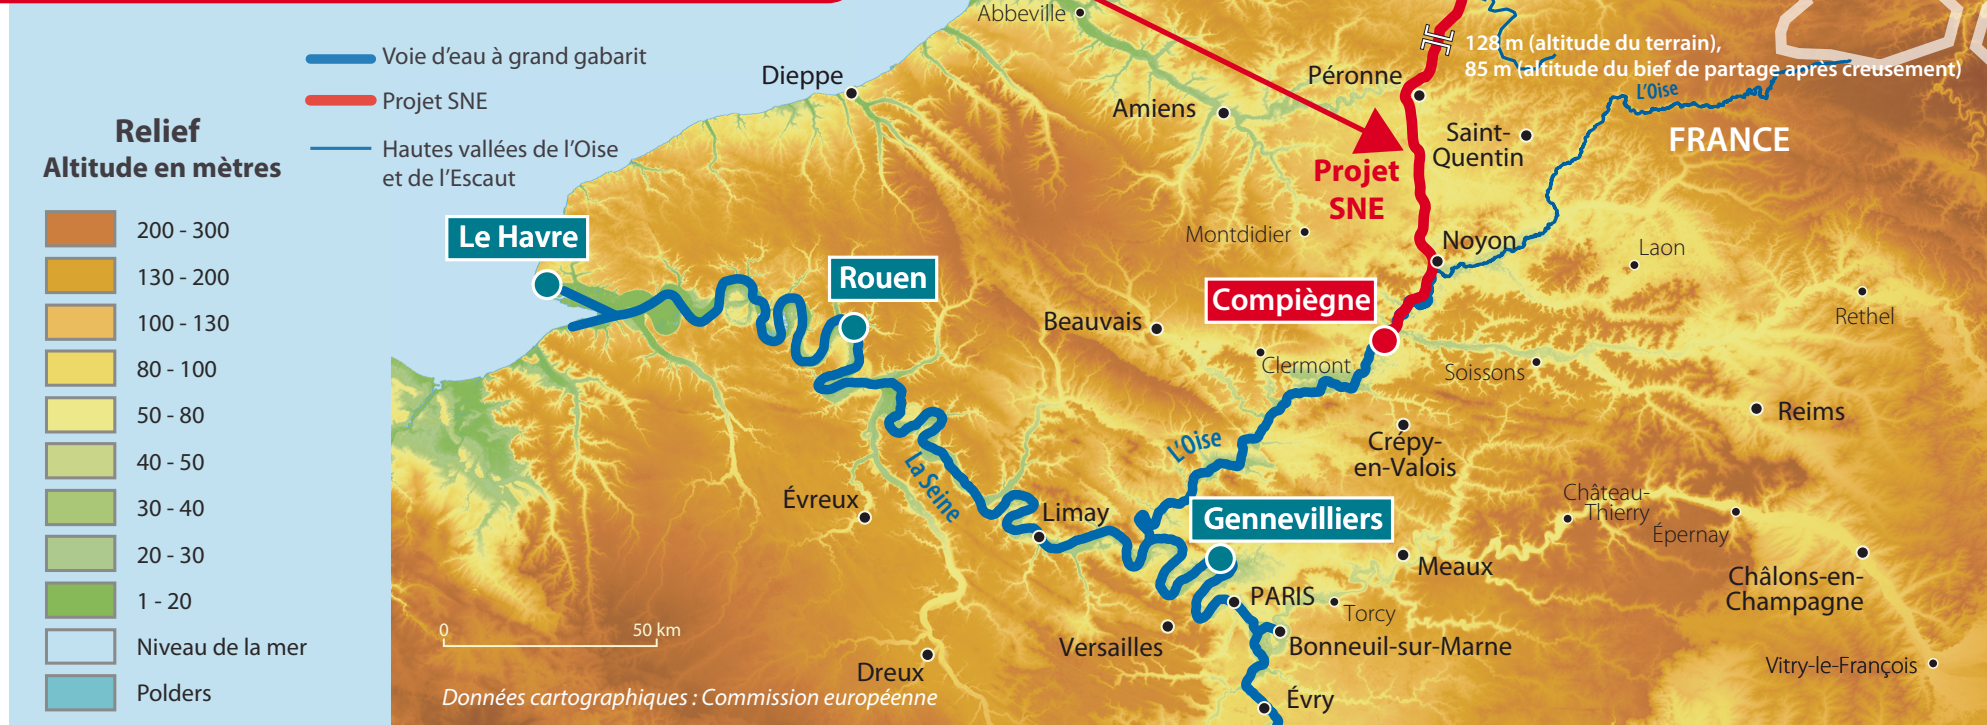 Abbeville
Voie d'eau à grand gabarit
Projet SNE
Hautes vallées de l'Oise
et de l'Escaut
Relief
Altitude en mètres
200 - 300
130 - 200
100 - 130
80 - 100
50 - 80
40 - 50
30 - 40
20 - 30
1 - 20
Niveau de la mer
Polders
128 m (altitude du terrain),
85 m (altitude du bief de partage après creusement)
Dieppe
Péronne
L'Oise
Amiens
Saint-
Quentin
FRANCE
Projet
SNE
Le Havre
Montdidier
Noyon
Laon
Rouen
Compiègne
Beauvais
Rethel
Clermont
Soissons
Reims
L'Oise
Crépy-
en-Valois
La Seine
Évreux
Limay
Gennevilliers
Château-
Thierry
Épernay
Meaux
Châlons-en-
Champagne
PARIS
Torcy
0 50 km
Versailles
Bonneuil-sur-Marne
Dreux
Vitry-le-François
Données cartographiques : Commission européenne
Évry